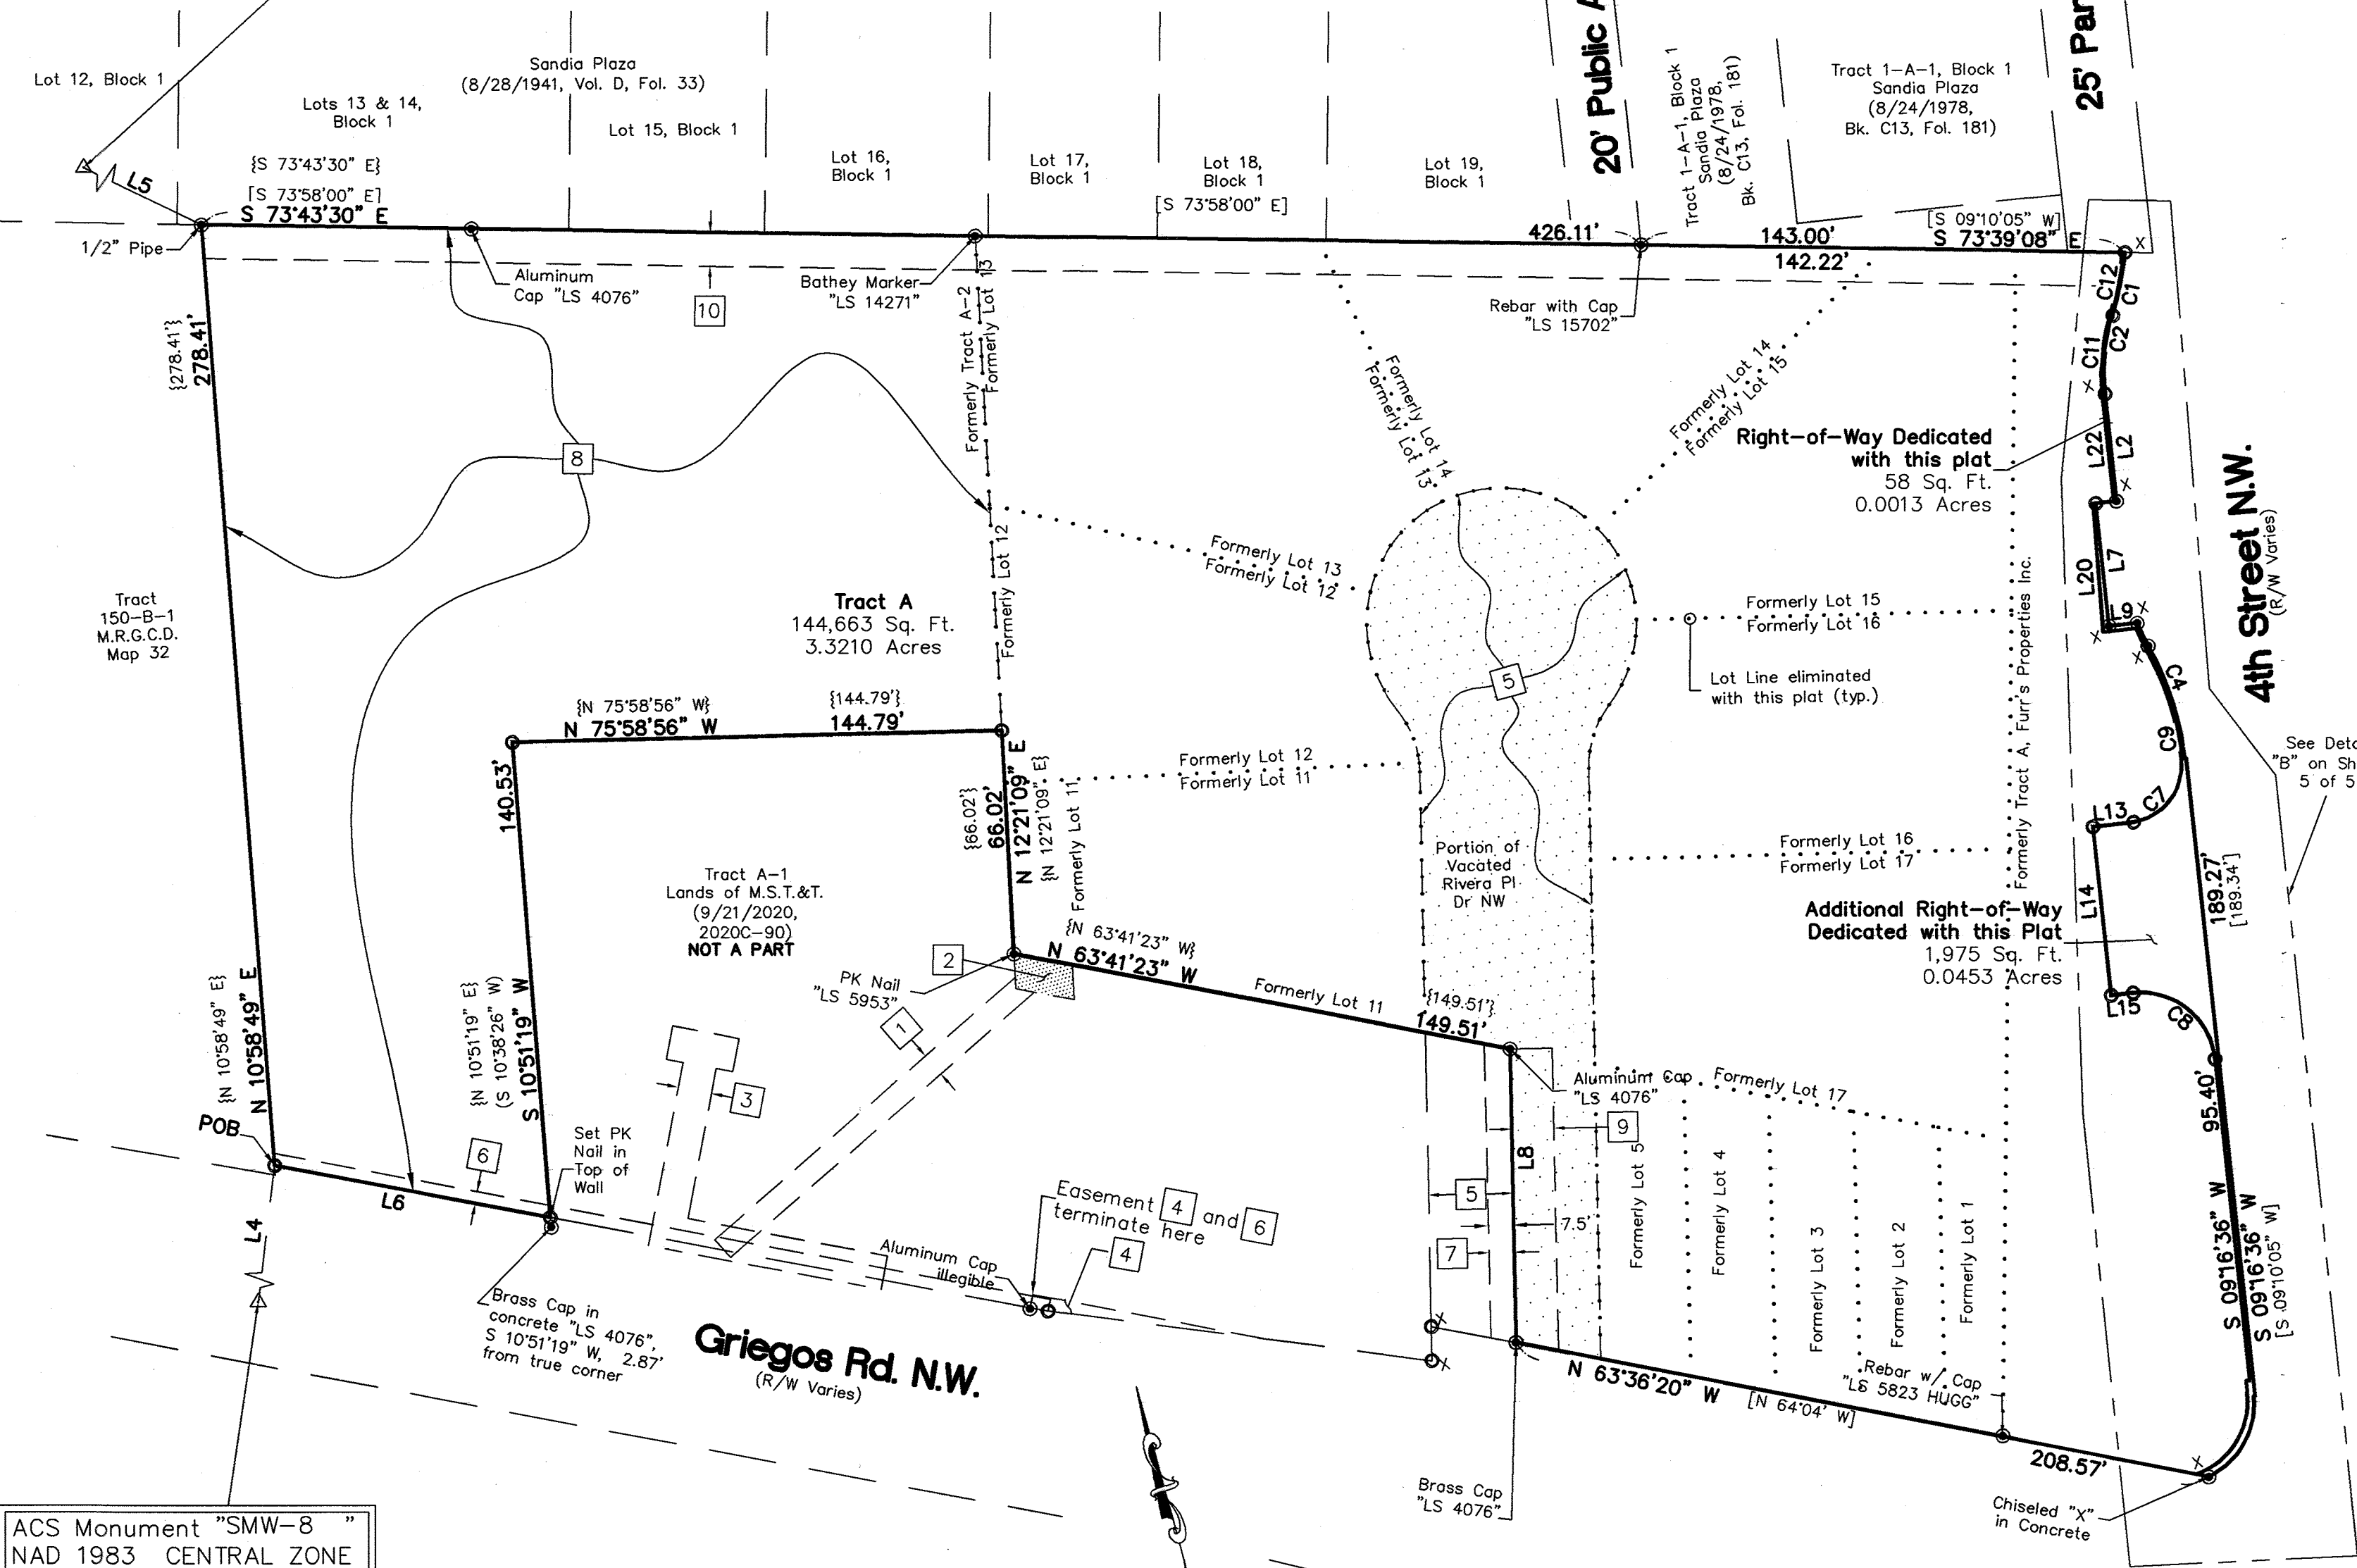 Lot 12, Block 1
Lots 13 & 14,
Block 1
Sandia Plaza
(8/28/1941, Vol. D, Fol. 33)
Lot 15, Block 1
Lot 16,
Block 1
Lot 17,
Block 1
Lot 18,
Block 1
Lot 19,
Block 1
20' Public A
Tract 1-A-1, Block 1
Sandia Plaza
(8/24/1978,
Bk. C13, Fol. 181)
Tract 1-A-1, Block 1
Sandia Plaza
(8/24/1978,
Bk. C13, Fol. 181)
25' Par
L5
{S 73°43'30" E}
[S 73°58'00" E]
S 73°43'30" E
[S 73°58'00" E]
426.11'
143.00'
142.22'
[S 09°10'05" W]
S 73°39'08" E
X
1/2" Pipe
Aluminum
Cap "LS 4076"
10
Bathey Marker
"LS 14271"
Rebar with Cap
"LS 15702"
{278.41'}
278.41'
8
Formerly Tract A-2
Formerly Lot 13
Formerly Lot 14
Formerly Lot 13
Formerly Lot 14
Formerly Lot 15
C12
C1
C2
C11
X
L22
L2
X
Right-of-Way Dedicated
with this plat
58 Sq. Ft.
0.0013 Acres
4th Street N.W.
(R/W Varies)
L20
L7
L9
X
X
X
C4
C9
C7
L13
Formerly Lot 12
Formerly Lot 13
Formerly Lot 12
Tract
150-B-1
M.R.G.C.D.
Map 32
Tract A
144,663 Sq. Ft.
3.3210 Acres
Formerly Lot 15
Formerly Lot 16
Lot Line eliminated
with this plat (typ.)
Formerly Tract A, Furr's Properties Inc.
5
{N 75°58'56" W}
N 75°58'56" W
{144.79'}
144.79'
140.53'
{66.02'}
66.02'
N 12°21'09" E
{N 12°21'09" E}
Formerly Lot 11
Formerly Lot 12
Formerly Lot 11
See Deta
"B" on Sh
5 of 5
Portion of
Vacated
Rivera Pl
Dr NW
Formerly Lot 16
Formerly Lot 17
Tract A-1
Lands of M.S.T.&T.
(9/21/2020,
2020C-90)
NOT A PART
L14
189.27'
[189.34']
Additional Right-of-Way
Dedicated with this Plat
1,975 Sq. Ft.
0.0453 Acres
L15
C8
2
PK Nail
"LS 5953"
{N 63°41'23" W}
N 63°41'23" W
Formerly Lot 11
{149.51'}
149.51'
{N 10°58'49" E}
N 10°58'49" E
{N 10°51'19" E}
(S 10°38'26" W)
S 10°51'19" W
1
3
Aluminum Cap
"LS 4076"
Formerly Lot 17
95.40'
POB
Set PK
Nail in
Top of
Wall
6
L6
L4
9
L8
5
7.5'
7
Formerly Lot 5
Formerly Lot 4
Formerly Lot 3
Formerly Lot 2
Formerly Lot 1
S 09°16'36" W
S 09°16'36" W
[S 09°10'05" W]
Easement 4 and 6
terminate here
4
Aluminum Cap
illegible
Brass Cap in
concrete "LS 4076",
S 10°51'19" W, 2.87'
from true corner
Griegos Rd. N.W.
(R/W Varies)
X
X
N 63°36'20" W
[N 64°04' W]
Rebar w/ Cap
"LS 5823 HUGG"
208.57'
X
Brass Cap
"LS 4076"
Chiseled "X"
in Concrete
ACS Monument "SMW-8 "
NAD 1983 CENTRAL ZONE